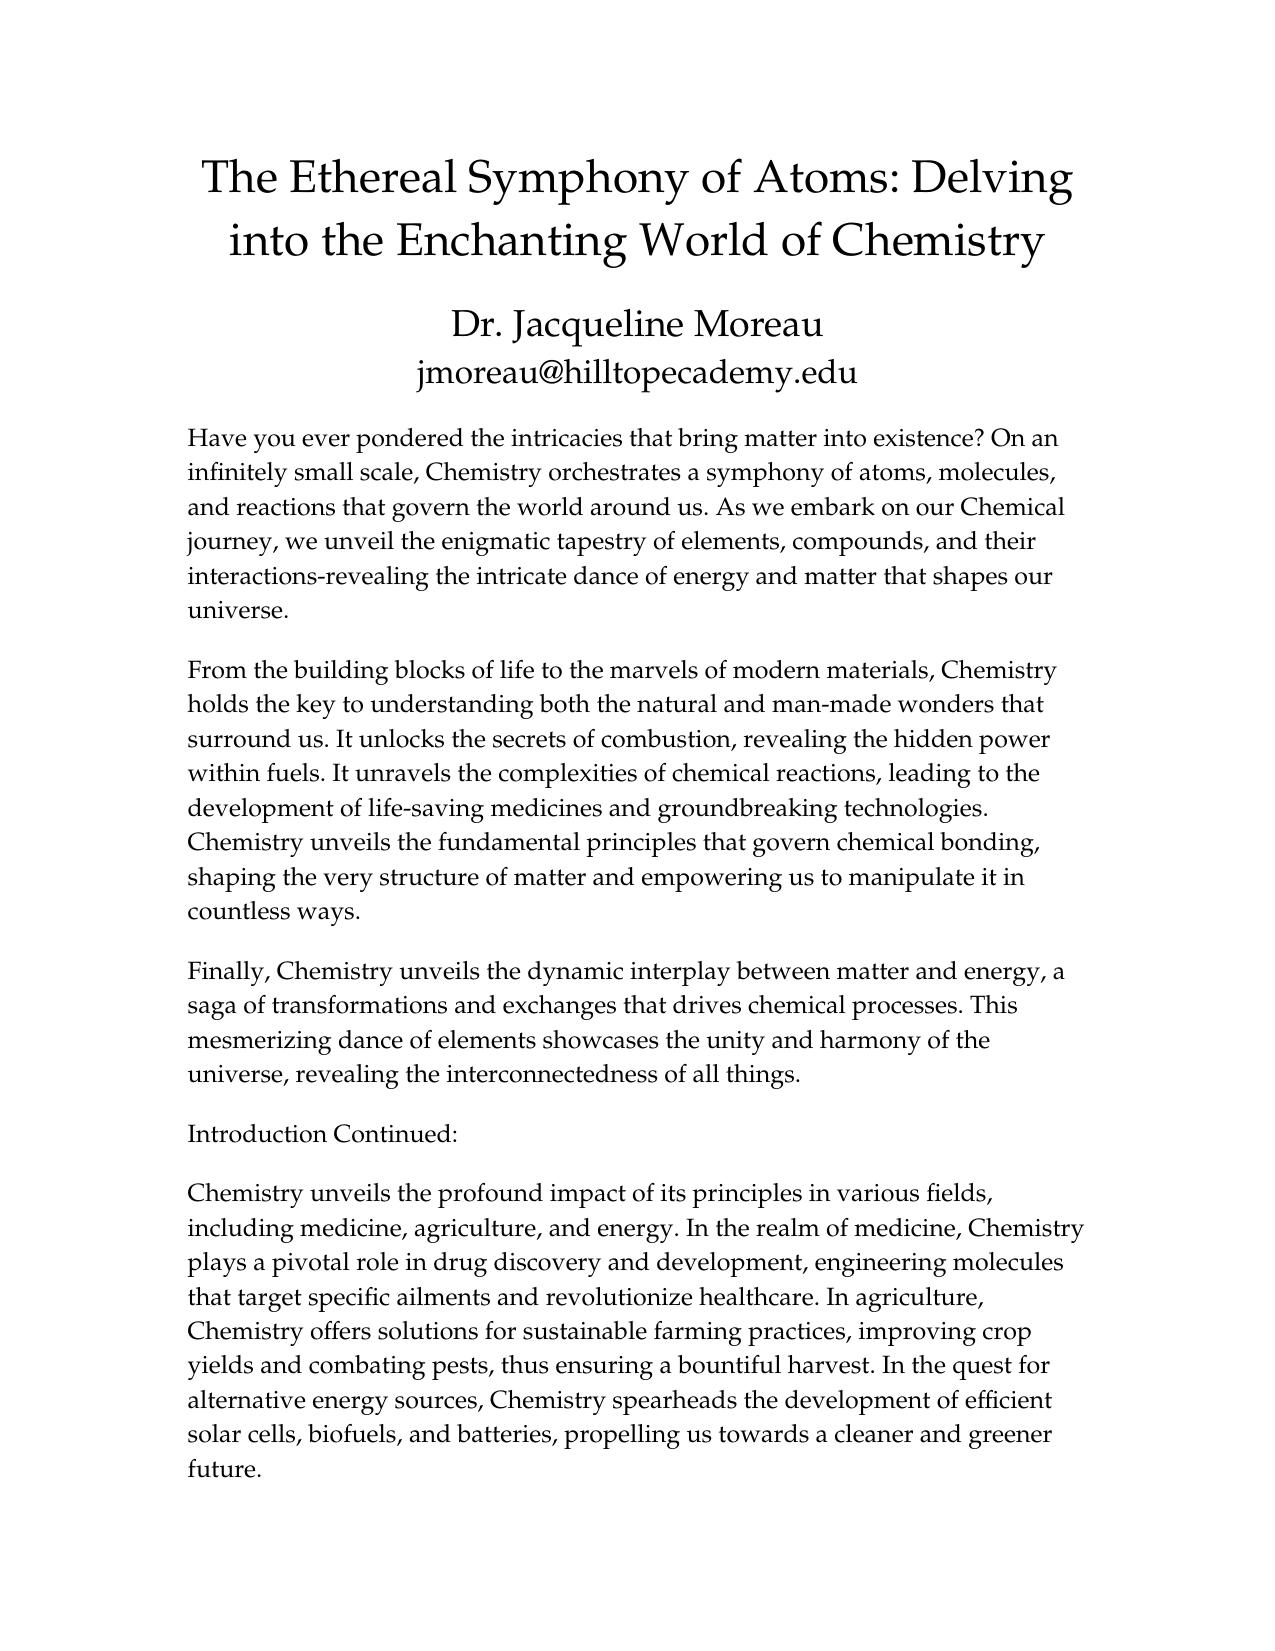 The Ethereal Symphony of Atoms: Delving
into the Enchanting World of Chemistry
Dr. Jacqueline Moreau
jmoreau@hilltopecademy.edu
Have you ever pondered the intricacies that bring matter into existence? On an
infinitely small scale, Chemistry orchestrates a symphony of atoms, molecules,
and reactions that govern the world around us. As we embark on our Chemical
journey, we unveil the enigmatic tapestry of elements, compounds, and their
interactions-revealing the intricate dance of energy and matter that shapes our
universe.
From the building blocks of life to the marvels of modern materials, Chemistry
holds the key to understanding both the natural and man-made wonders that
surround us. It unlocks the secrets of combustion, revealing the hidden power
within fuels. It unravels the complexities of chemical reactions, leading to the
development of life-saving medicines and groundbreaking technologies.
Chemistry unveils the fundamental principles that govern chemical bonding,
shaping the very structure of matter and empowering us to manipulate it in
countless ways.
Finally, Chemistry unveils the dynamic interplay between matter and energy, a
saga of transformations and exchanges that drives chemical processes. This
mesmerizing dance of elements showcases the unity and harmony of the
universe, revealing the interconnectedness of all things.
Introduction Continued:
Chemistry unveils the profound impact of its principles in various fields,
including medicine, agriculture, and energy. In the realm of medicine, Chemistry
plays a pivotal role in drug discovery and development, engineering molecules
that target specific ailments and revolutionize healthcare. In agriculture,
Chemistry offers solutions for sustainable farming practices, improving crop
yields and combating pests, thus ensuring a bountiful harvest. In the quest for
alternative energy sources, Chemistry spearheads the development of efficient
solar cells, biofuels, and batteries, propelling us towards a cleaner and greener
future.